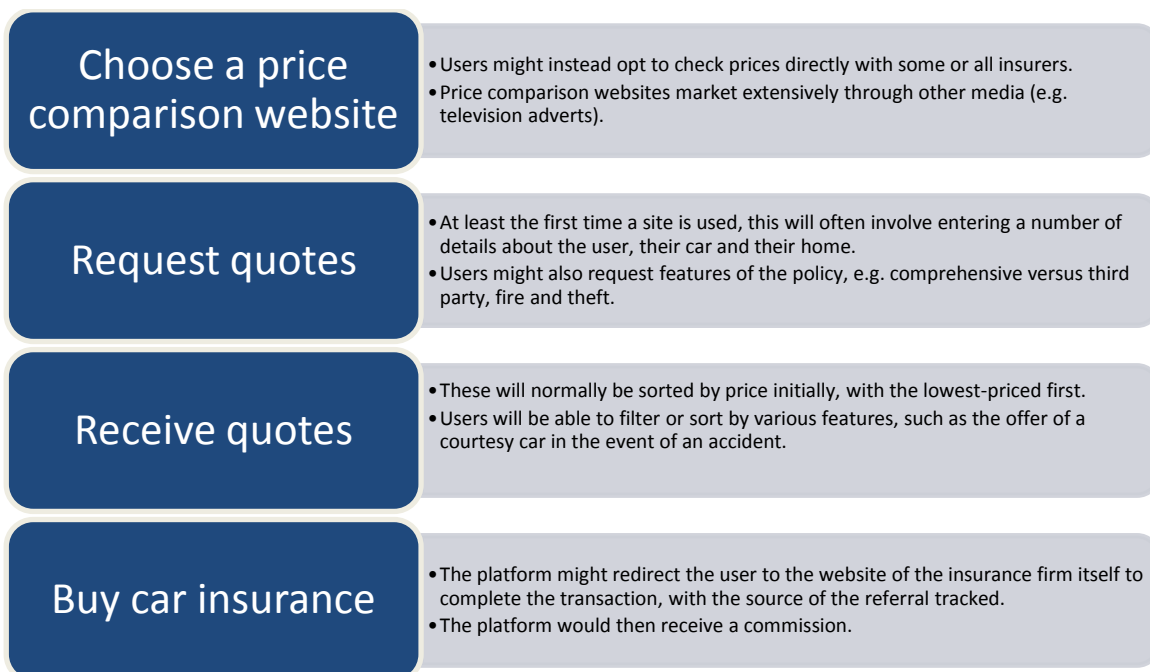 Choose a price
comparison website
•Users might instead opt to check prices directly with some or all insurers.
•Price comparison websites market extensively through other media (e.g.
television adverts).
Request quotes
•At least the first time a site is used, this will often involve entering a number of
details about the user, their car and their home.
•Users might also request features of the policy, e.g. comprehensive versus third
party, fire and theft.
Receive quotes
•These will normally be sorted by price initially, with the lowest-priced first.
•Users will be able to filter or sort by various features, such as the offer of a
courtesy car in the event of an accident.
Buy car insurance
•The platform might redirect the user to the website of the insurance firm itself to
complete the transaction, with the source of the referral tracked.
•The platform would then receive a commission.